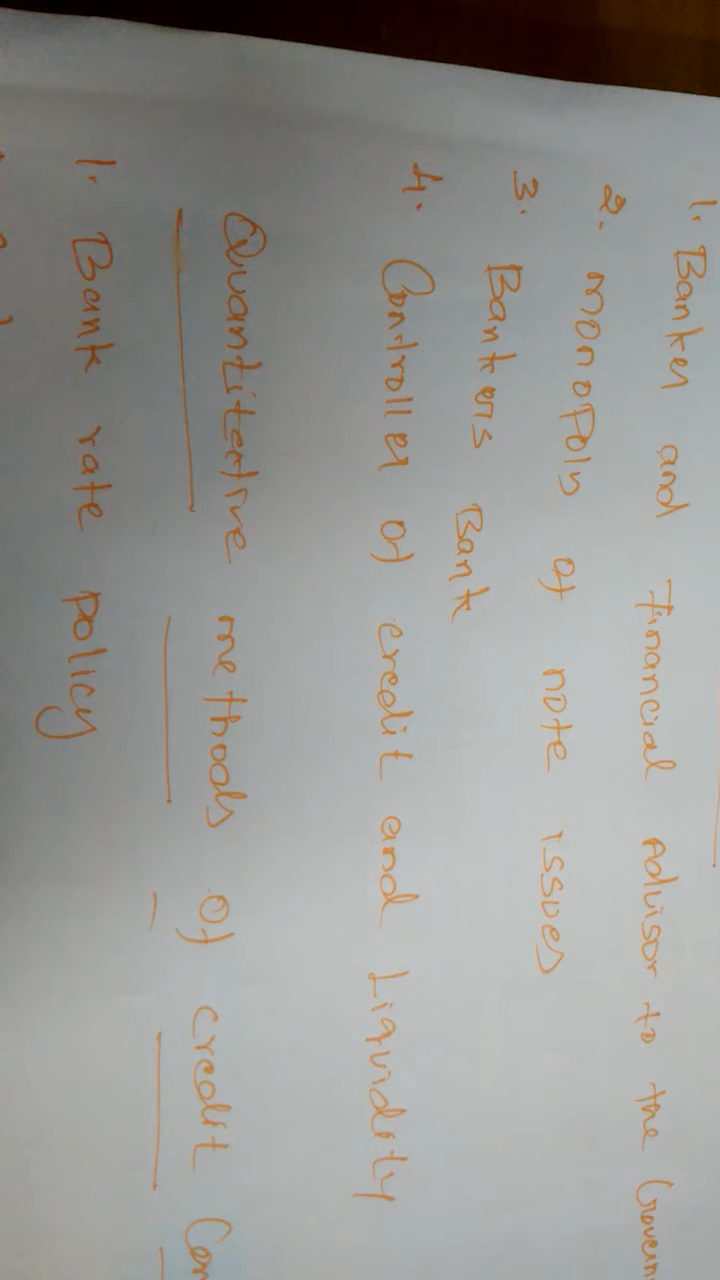 1. Banker and Financial Advisor to the Govern
2. monopoly of note issues
3. Bankers Bank
4. Controller of credit and Liquidity
Quantitative methods of credit Con
1. Bank rate policy